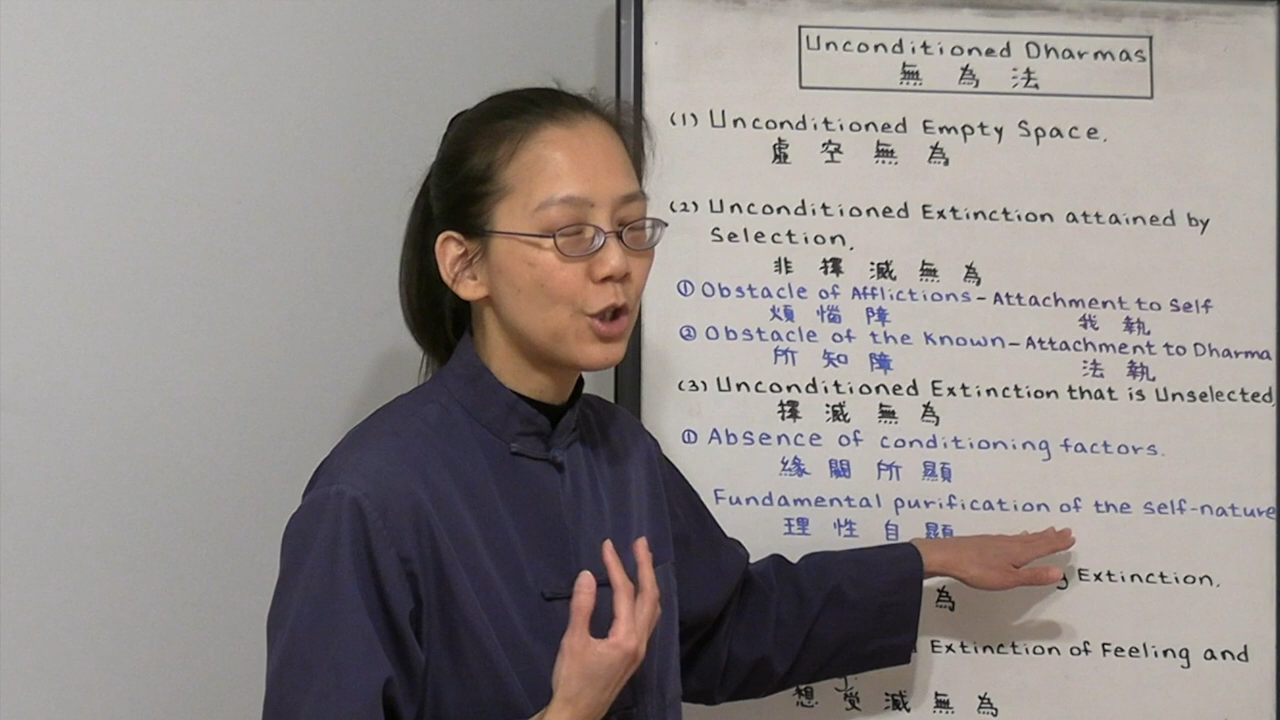 Unconditioned Dharmas
無為法
(1) Unconditioned Empty Space.
虛空無為
(2) Unconditioned Extinction attained by
Selection.
非擇滅無為
① Obstacle of Afflictions - Attachment to Self
煩惱障 我執
② Obstacle of the Known - Attachment to Dharma
所知障 法執
(3) Unconditioned Extinction that is Unselected
擇滅無為
① Absence of conditioning factors.
緣闕所顯
Fundamental purification of the self-nature
理性自顯
Extinction.
為
Extinction of Feeling and
想受滅無為